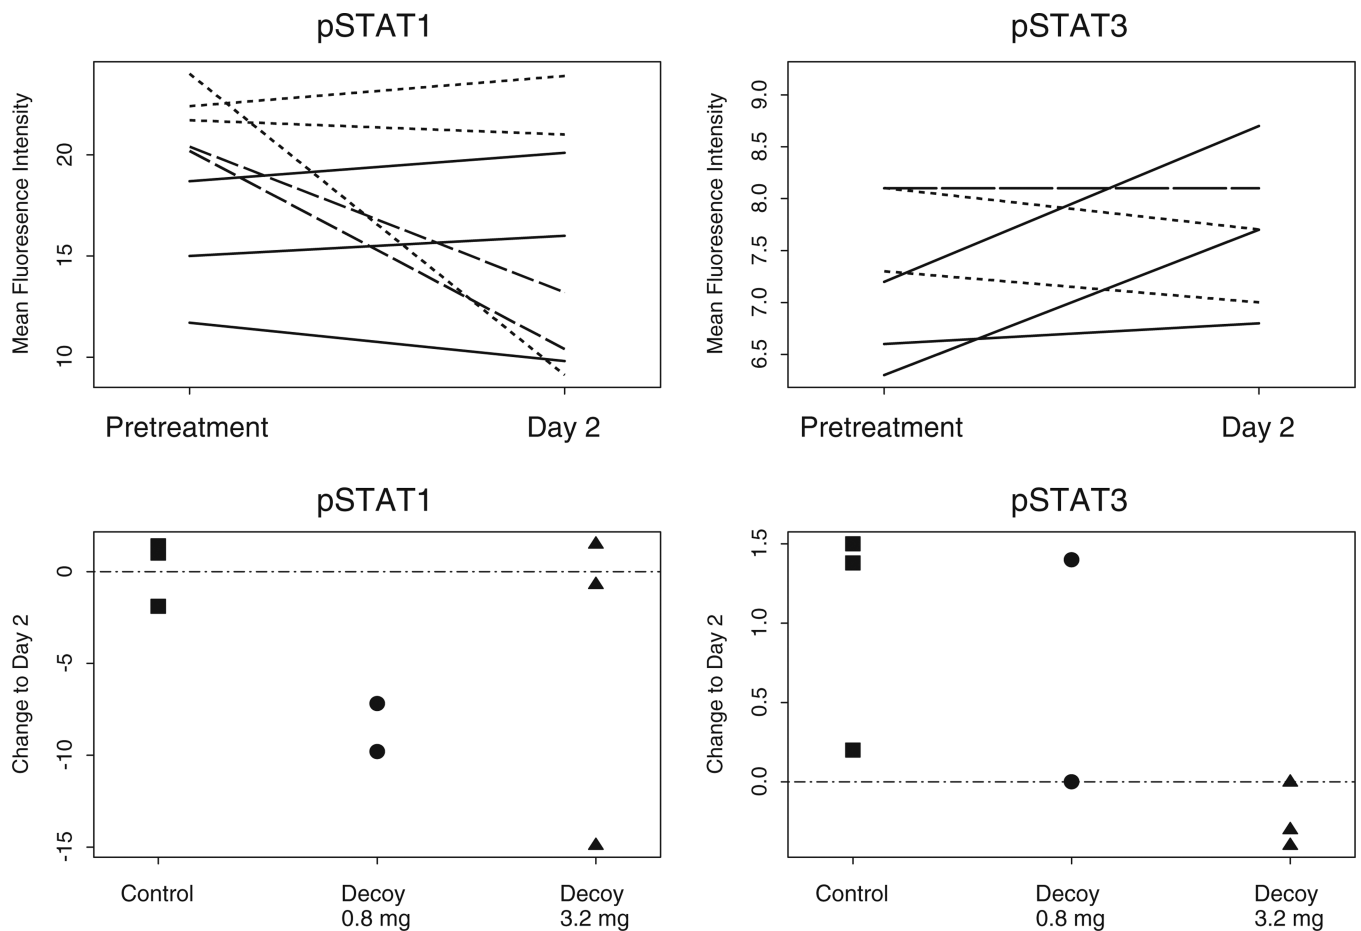 pSTAT1
Mean Fluoresence Intensity
20
15
10
Pretreatment
Day 2
pSTAT3
Mean Fluoresence Intensity
9.0
8.5
8.0
7.5
7.0
6.5
Pretreatment
Day 2
pSTAT1
Change to Day 2
0
-5
-10
-15
Control
Decoy
0.8 mg
Decoy
3.2 mg
pSTAT3
Change to Day 2
1.5
1.0
0.5
0.0
Control
Decoy
0.8 mg
Decoy
3.2 mg